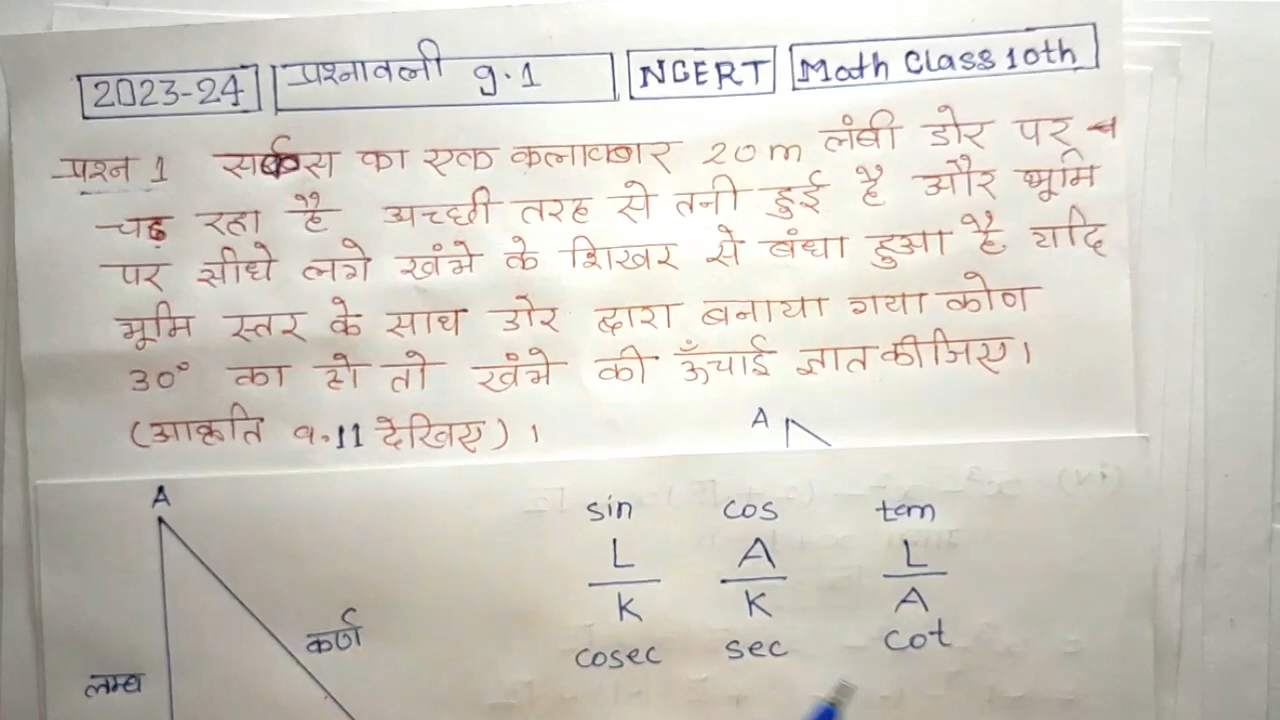 2023-24 प्रश्नावली 9.1 NCERT Math Class 10th
प्रश्न 1 सर्कस का एक कलाकार 20 m लंबी डोर पर
चढ़ रहा है अच्छी तरह से तनी हुई है और भूमि
पर सीधे लगे खंभे के शिखर से बंधा हुआ है यदि
भूमि स्तर के साथ डोर द्वारा बनाया गया कोण
30° का हो तो खंभे की ऊँचाई ज्ञात कीजिए।
(आकृति 9.11 देखिए)।
A
A
sin cos tan
L A L
K K A
cosec sec cot
कर्ण
लम्ब